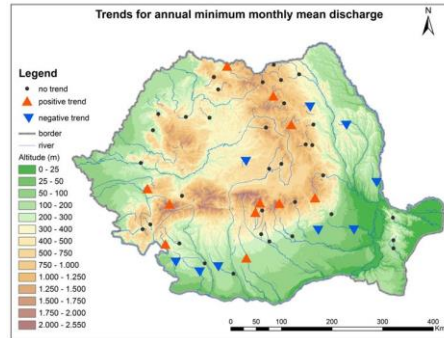 Trends for annual minimum monthly mean discharge
N
Legend
no trend
positive trend
negative trend
border
river
Altitude (m)
0 - 25
25 - 50
50 - 100
100 - 200
200 - 300
300 - 400
400 - 500
500 - 750
750 - 1.000
1.000 - 1.250
1.250 - 1.500
1.500 - 1.750
1.750 - 2.000
2.000 - 2.550
0 100 200 300 400
Km